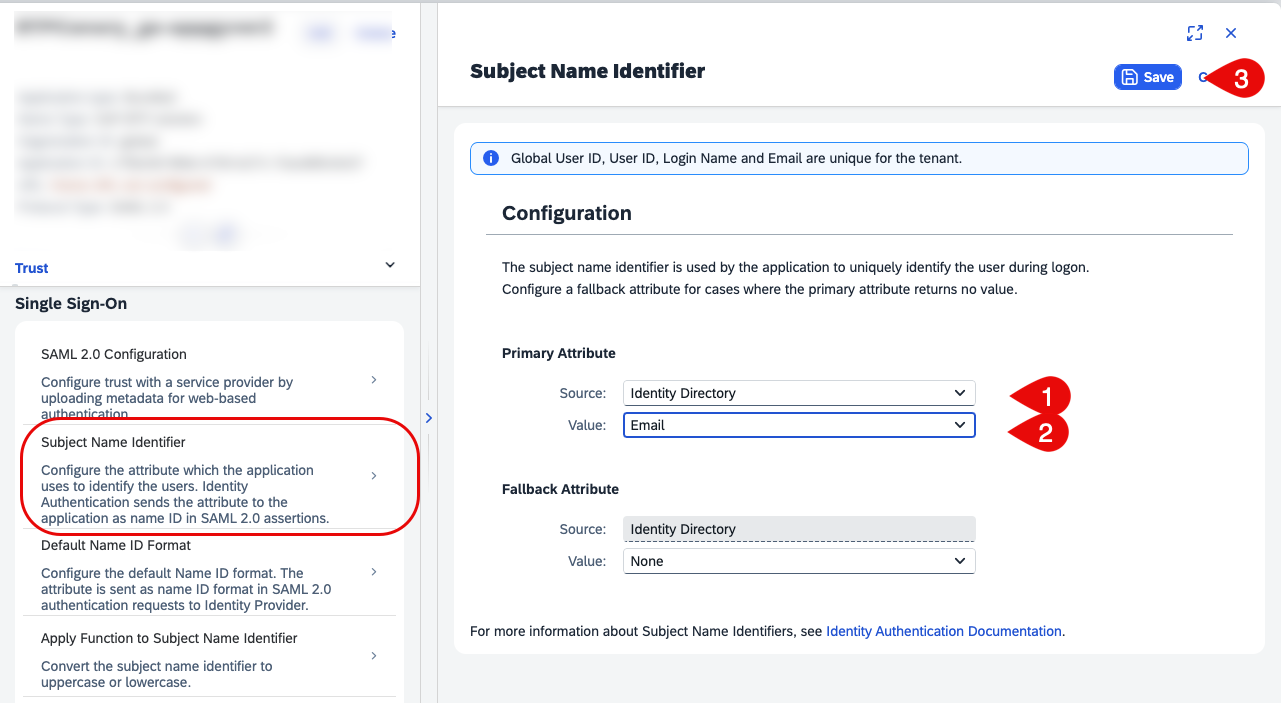 Trust
Single Sign-On
SAML 2.0 Configuration
Configure trust with a service provider by
uploading metadata for web-based
authentication.
Subject Name Identifier
Configure the attribute which the application
uses to identify the users. Identity
Authentication sends the attribute to the
application as name ID in SAML 2.0 assertions.
Default Name ID Format
Configure the default Name ID format. The
attribute is sent as name ID format in SAML 2.0
authentication requests to Identity Provider.
Apply Function to Subject Name Identifier
Convert the subject name identifier to
uppercase or lowercase.
Subject Name Identifier
Save
3
Global User ID, User ID, Login Name and Email are unique for the tenant.
Configuration
The subject name identifier is used by the application to uniquely identify the user during logon.
Configure a fallback attribute for cases where the primary attribute returns no value.
Primary Attribute
Source: Identity Directory
1
Value: Email
2
Fallback Attribute
Source: Identity Directory
Value: None
For more information about Subject Name Identifiers, see Identity Authentication Documentation.